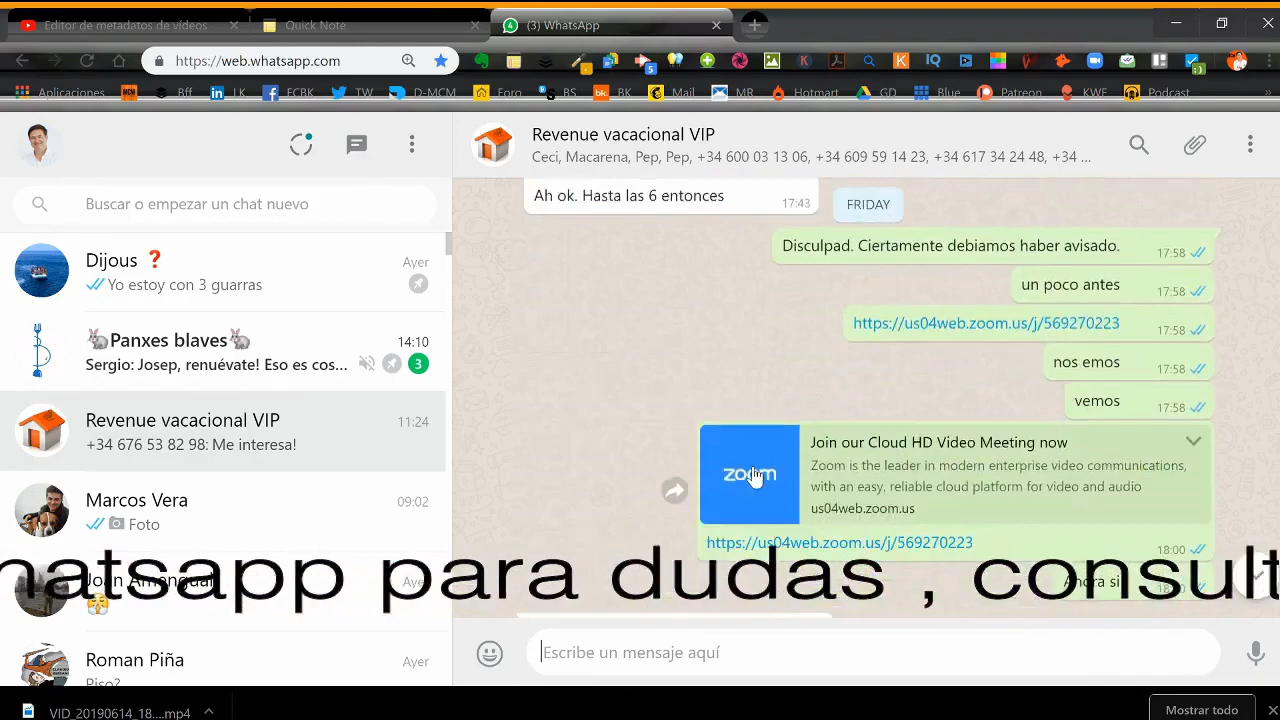 Editor de metadatos de vídeos
Quick Note
(3) WhatsApp
https://web.whatsapp.com
Aplicaciones
Bff
LK
FCBK
TW
D-MCM
Foro
BS
BK
Mail
MR
Hotmart
GD
Blue
Patreon
KWF
Podcast
Buscar o empezar un chat nuevo
Dijous ❓
Ayer
Yo estoy con 3 guarras
🐇Panxes blaves🐇
14:10
Sergio: Josep, renuévate! Eso es cos...
3
Revenue vacacional VIP
11:24
+34 676 53 82 98: Me interesa!
Marcos Vera
09:02
Foto
Joan Amengual
Roman Piña
Ayer
Piso?
Revenue vacacional VIP
Ceci, Macarena, Pep, Pep, +34 600 03 13 06, +34 609 59 14 23, +34 617 34 24 48, +34 ...
Ah ok. Hasta las 6 entonces
17:43
FRIDAY
Disculpad. Ciertamente debiamos haber avisado.
17:58
un poco antes
17:58
https://us04web.zoom.us/j/569270223
17:58
nos emos
17:58
vemos
17:58
zoom
Join our Cloud HD Video Meeting now
Zoom is the leader in modern enterprise video communications,
with an easy, reliable cloud platform for video and audio
us04web.zoom.us
https://us04web.zoom.us/j/569270223
18:00
Ahora si
hatsapp para dudas , consult
Escribe un mensaje aquí
VID_20190614_18....mp4
Mostrar todo